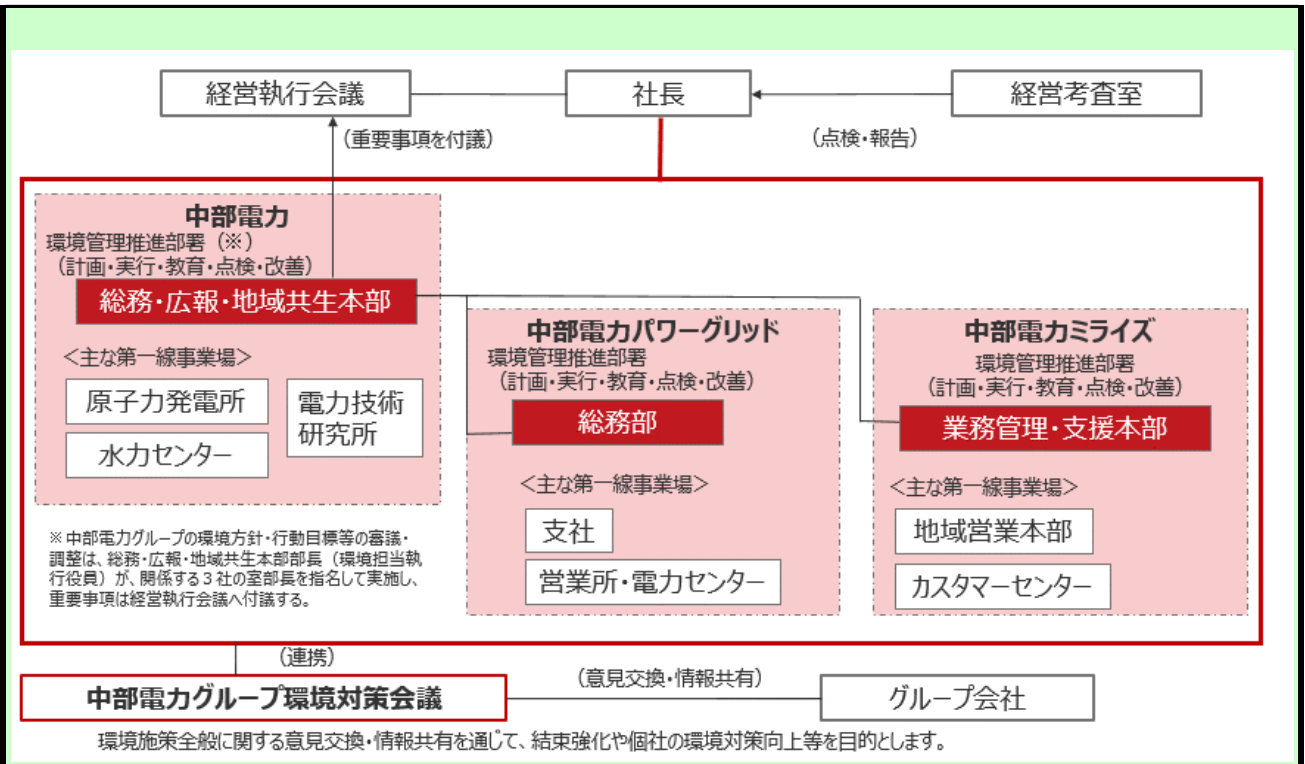 経営執行会議
社長
経営考査室
（重要事項を付議）
（点検・報告）
中部電力
環境管理推進部署（※）
（計画・実行・教育・点検・改善）
総務・広報・地域共生本部
＜主な第一線事業場＞
原子力発電所
水力センター
電力技術
研究所
※中部電力グループの環境方針・行動目標等の審議・
調整は、総務・広報・地域共生本部部長（環境担当執
行役員）が、関係する３社の室部長を指名して実施し、
重要事項は経営執行会議へ付議する。
中部電力パワーグリッド
環境管理推進部署
（計画・実行・教育・点検・改善）
総務部
＜主な第一線事業場＞
支社
営業所・電力センター
中部電力ミライズ
環境管理推進部署
（計画・実行・教育・点検・改善）
業務管理・支援本部
＜主な第一線事業場＞
地域営業本部
カスタマーセンター
（連携）
中部電力グループ環境対策会議
（意見交換・情報共有）
グループ会社
環境施策全般に関する意見交換・情報共有を通じて、結束強化や個社の環境対策向上等を目的とします。